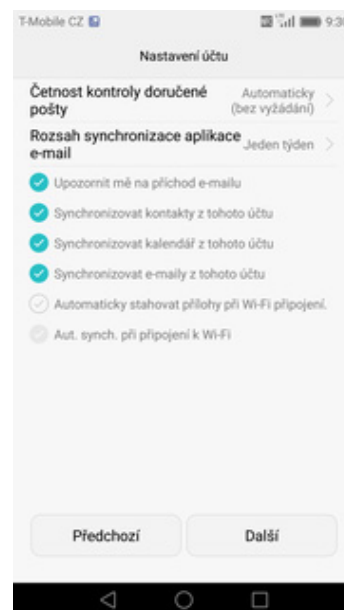 T-Mobile CZ
Nastavení účtu
Četnost kontroly doručené pošty
Automaticky
(bez vyžádání)
Rozsah synchronizace aplikace e-mail
Jeden týden
Upozornit mě na příchod e-mailu
Synchronizovat kontakty z tohoto účtu
Synchronizovat kalendář z tohoto účtu
Synchronizovat e-maily z tohoto účtu
Automaticky stahovat přílohy při Wi-Fi připojení.
Aut. synch. při připojení k Wi-Fi
Předchozí
Další